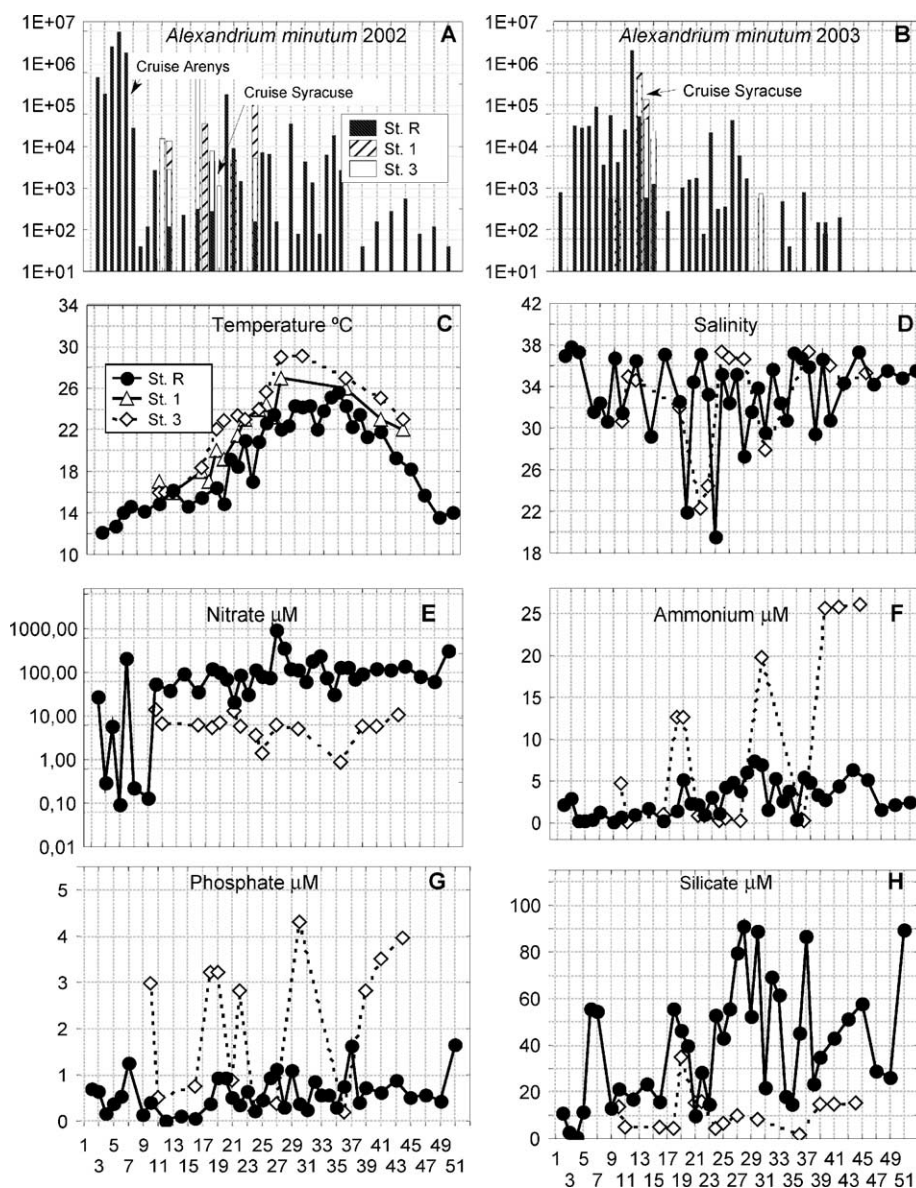 Alexandrium minutum 2002 A
1E+07
1E+06
1E+05
1E+04
1E+03
1E+02
1E+01
Cruise Arenys
Cruise Syracuse
St. R
St. 1
St. 3
Alexandrium minutum 2003 B
1E+07
1E+06
1E+05
1E+04
1E+03
1E+02
1E+01
Cruise Syracuse
Temperature ºC C
34
30
26
22
18
14
10
St. R
St. 1
St. 3
Salinity D
42
38
34
30
26
22
18
Nitrate µM E
1000,00
100,00
10,00
1,00
0,10
0,01
Ammonium µM F
25
20
15
10
5
0
Phosphate µM G
5
4
3
2
1
0
1 5 9 13 17 21 25 29 33 37 41 45 49
3 7 11 15 19 23 27 31 35 39 43 47 51
Silicate µM H
100
80
60
40
20
0
1 5 9 13 17 21 25 29 33 37 41 45 49
3 7 11 15 19 23 27 31 35 39 43 47 51